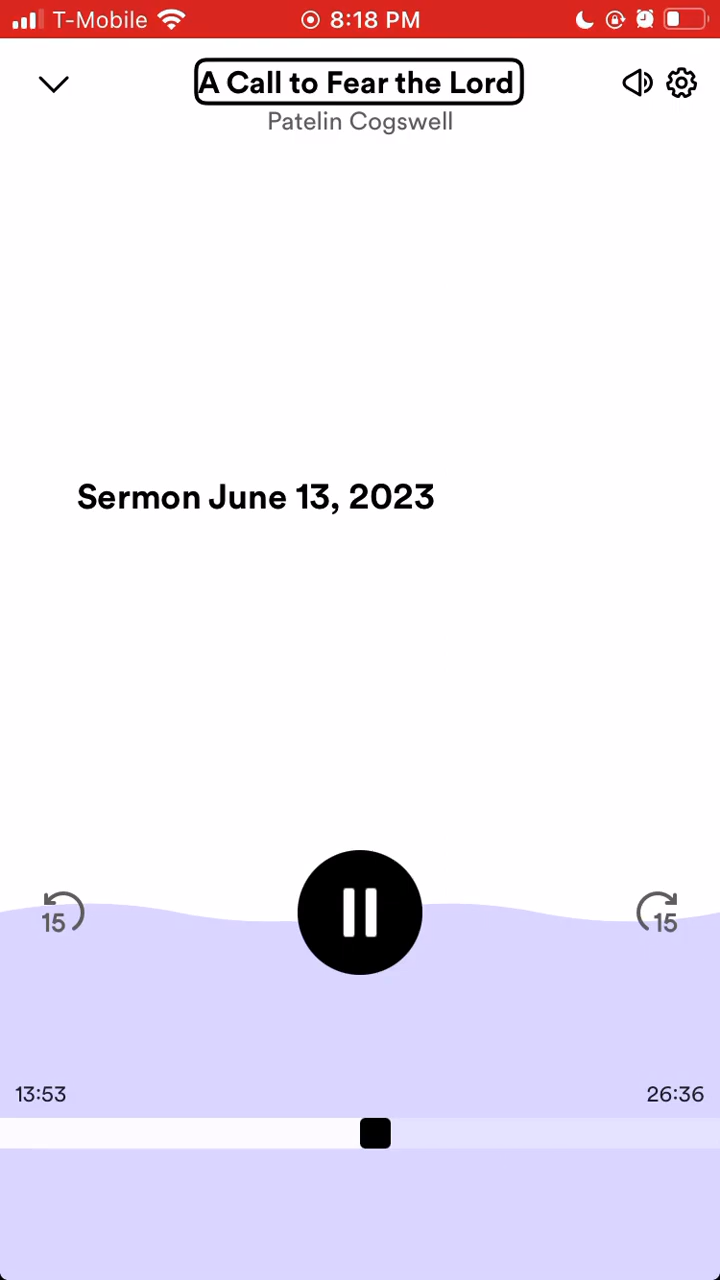 T-Mobile 8:18 PM
A Call to Fear the Lord
Patelin Cogswell
Sermon June 13, 2023
15 15
13:53 26:36